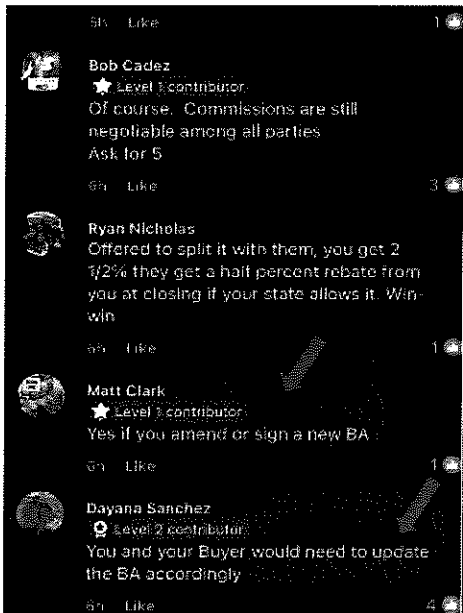 5h Like 1
Bob Cadez
Level 1 contributor
Of course. Commissions are still
negotiable among all parties
Ask for 5
6h Like 3
Ryan Nicholas
Offered to split it with them, you get 2
1/2% they get a half percent rebate from
you at closing if your state allows it. Win-
win
6h Like 1
Matt Clark
Level 1 contributor
Yes if you amend or sign a new BA
6h Like 1
Dayana Sanchez
Level 2 contributor
You and your Buyer would need to update
the BA accordingly
6h Like 4